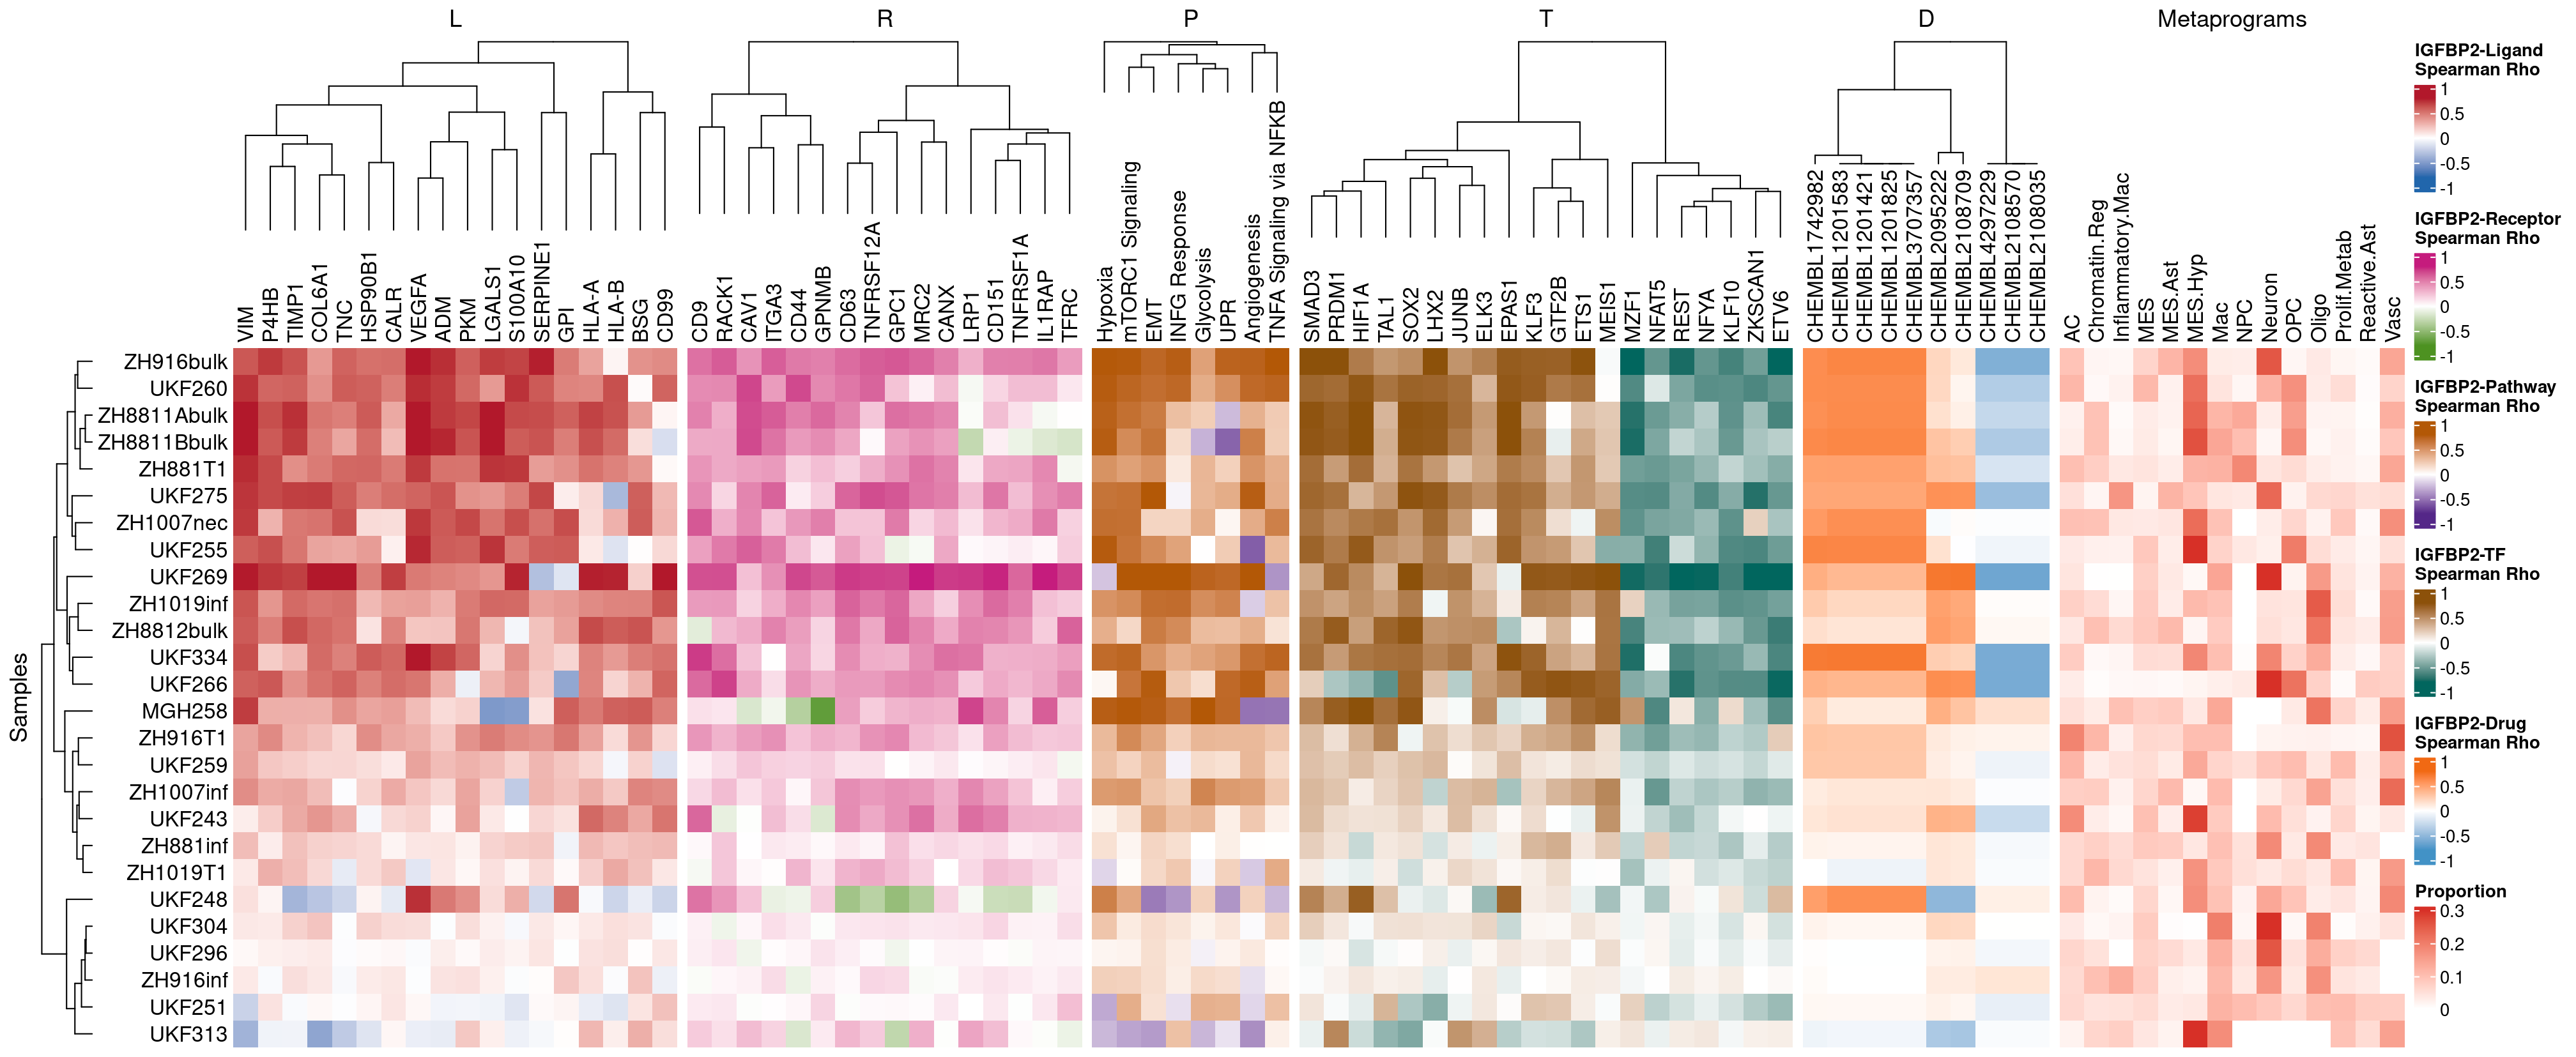 L
R
P
T
D
Metaprograms
VIM
P4HB
TIMP1
COL6A1
TNC
HSP90B1
CALR
VEGFA
ADM
PKM
LGALS1
S100A10
SERPINE1
GPI
HLA-A
HLA-B
BSG
CD99
CD9
RACK1
CAV1
ITGA3
CD44
GPNMB
CD63
TNFRSF12A
GPC1
MRC2
CANX
LRP1
CD151
TNFRSF1A
IL1RAP
TFRC
Hypoxia
mTORC1 Signaling
EMT
INFG Response
Glycolysis
UPR
Angiogenesis
TNFA Signaling via NFKB
SMAD3
PRDM1
HIF1A
TAL1
SOX2
LHX2
JUNB
ELK3
EPAS1
KLF3
GTF2B
ETS1
MEIS1
MZF1
NFAT5
REST
NFYA
KLF10
ZKSCAN1
ETV6
CHEMBL1742982
CHEMBL1201583
CHEMBL1201421
CHEMBL1201825
CHEMBL3707357
CHEMBL2095222
CHEMBL2108709
CHEMBL4297229
CHEMBL2108570
CHEMBL2108035
AC
Chromatin.Reg
Inflammatory.Mac
MES
MES.Ast
MES.Hyp
Mac
NPC
Neuron
OPC
Oligo
Prolif.Metab
Reactive.Ast
Vasc
Samples
ZH916bulk
UKF260
ZH8811Abulk
ZH8811Bbulk
ZH881T1
UKF275
ZH1007nec
UKF255
UKF269
ZH1019inf
ZH8812bulk
UKF334
UKF266
MGH258
ZH916T1
UKF259
ZH1007inf
UKF243
ZH881inf
ZH1019T1
UKF248
UKF304
UKF296
ZH916inf
UKF251
UKF313
IGFBP2-Ligand
Spearman Rho
1
0.5
0
-0.5
-1
IGFBP2-Receptor
Spearman Rho
1
0.5
0
-0.5
-1
IGFBP2-Pathway
Spearman Rho
1
0.5
0
-0.5
-1
IGFBP2-TF
Spearman Rho
1
0.5
0
-0.5
-1
IGFBP2-Drug
Spearman Rho
1
0.5
0
-0.5
-1
Proportion
0.3
0.2
0.1
0